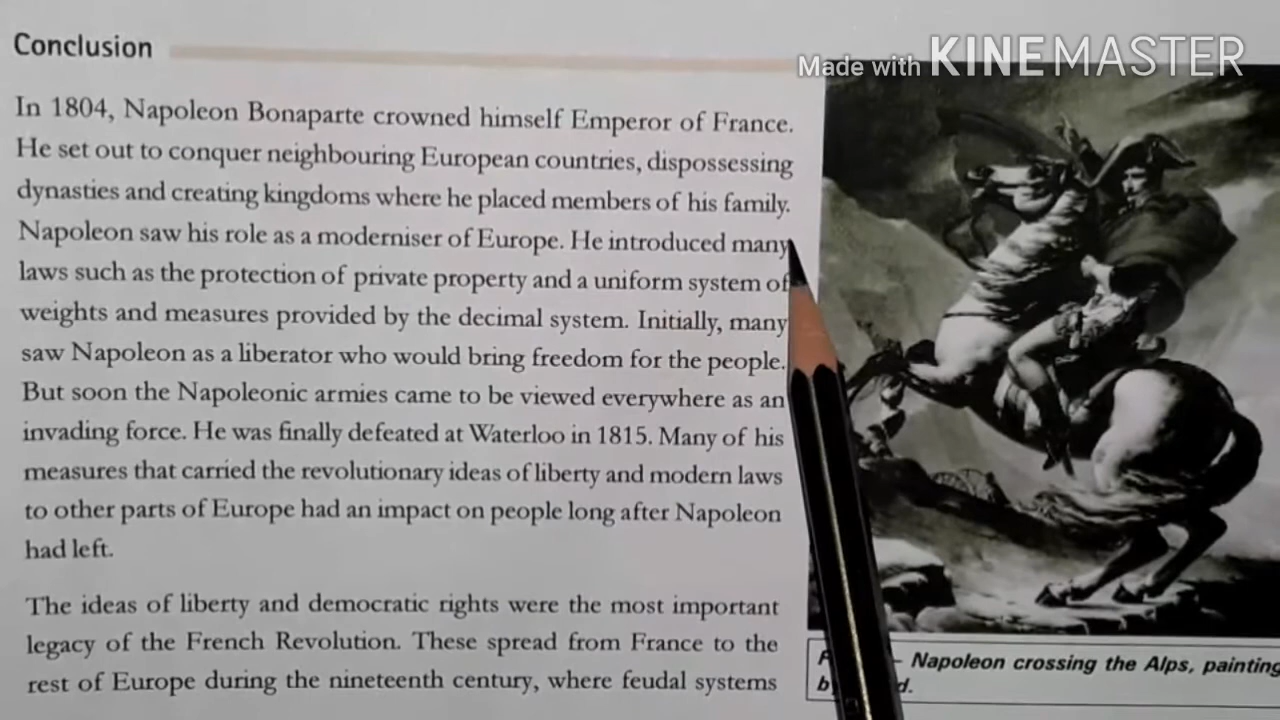 Conclusion
Made with KINEMASTER
In 1804, Napoleon Bonaparte crowned himself Emperor of France.
He set out to conquer neighbouring European countries, dispossessing
dynasties and creating kingdoms where he placed members of his family.
Napoleon saw his role as a moderniser of Europe. He introduced many
laws such as the protection of private property and a uniform system of
weights and measures provided by the decimal system. Initially, many
saw Napoleon as a liberator who would bring freedom for the people.
But soon the Napoleonic armies came to be viewed everywhere as an
invading force. He was finally defeated at Waterloo in 1815. Many of his
measures that carried the revolutionary ideas of liberty and modern laws
to other parts of Europe had an impact on people long after Napoleon
had left.
The ideas of liberty and democratic rights were the most important
legacy of the French Revolution. These spread from France to the
rest of Europe during the nineteenth century, where feudal systems
– Napoleon crossing the Alps, painting